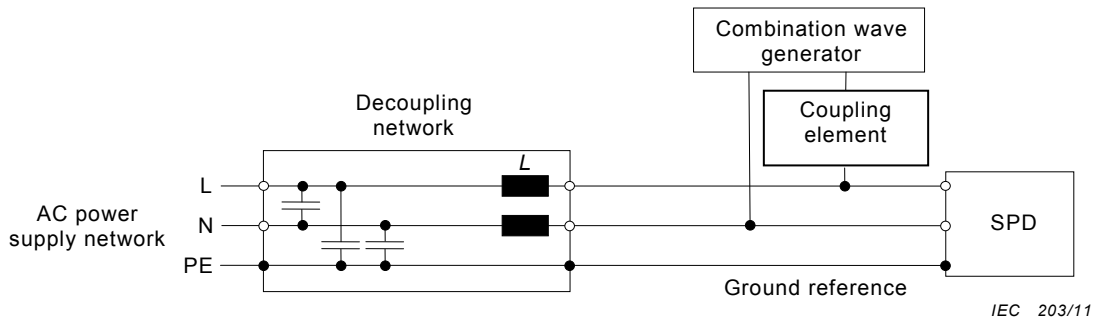 Combination wave
generator
Decoupling
network
Coupling
element
L
L
AC power
supply network
N
SPD
PE
Ground reference
IEC 203/11